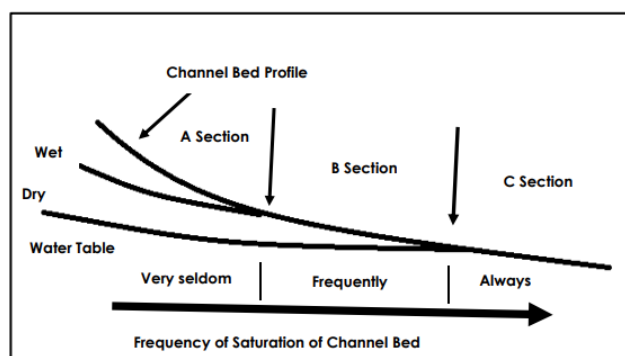 Channel Bed Profile
A Section
Wet
B Section
C Section
Dry
Water Table
Very seldom
Frequently
Always
Frequency of Saturation of Channel Bed